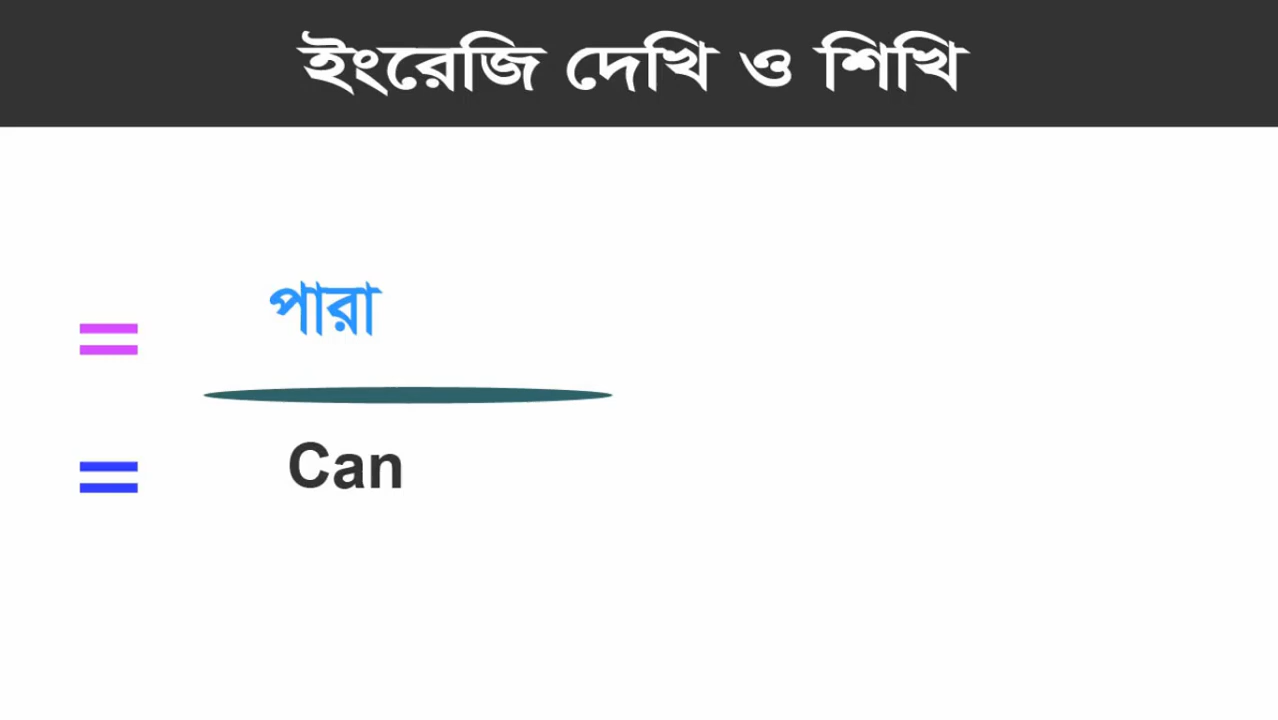 ইংরেজি দেখি ও শিখি
= পারা
= Can